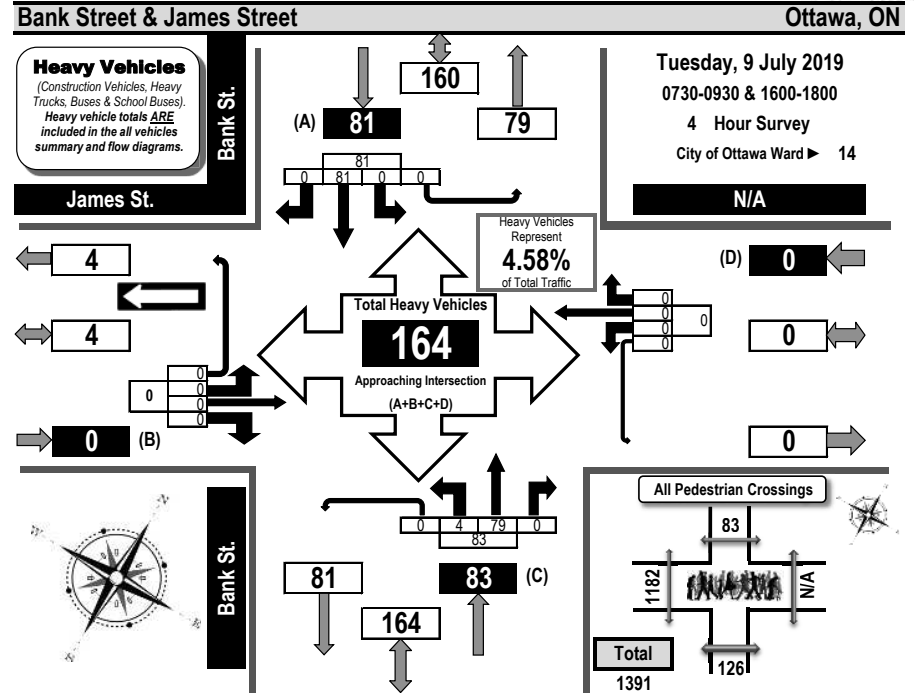 Bank Street & James Street
Ottawa, ON
Heavy Vehicles
(Construction Vehicles, Heavy
Trucks, Buses & School Buses).
Heavy vehicle totals ARE
included in the all vehicles
summary and flow diagrams.
Bank St.
James St.
160
(A) 81
79
81
0 81 0 0
Tuesday, 9 July 2019
0730-0930 & 1600-1800
4 Hour Survey
City of Ottawa Ward ► 14
N/A
Heavy Vehicles
Represent
4.58%
of Total Traffic
4
4
0
0
0
0
0
0 (B)
Total Heavy Vehicles
164
Approaching Intersection
(A+B+C+D)
(D) 0
0
0
0
0
0
0
0
0
Bank St.
0 4 79 0
83
81
83 (C)
164
All Pedestrian Crossings
83
1182
N/A
126
Total
1391
N
E
S
W